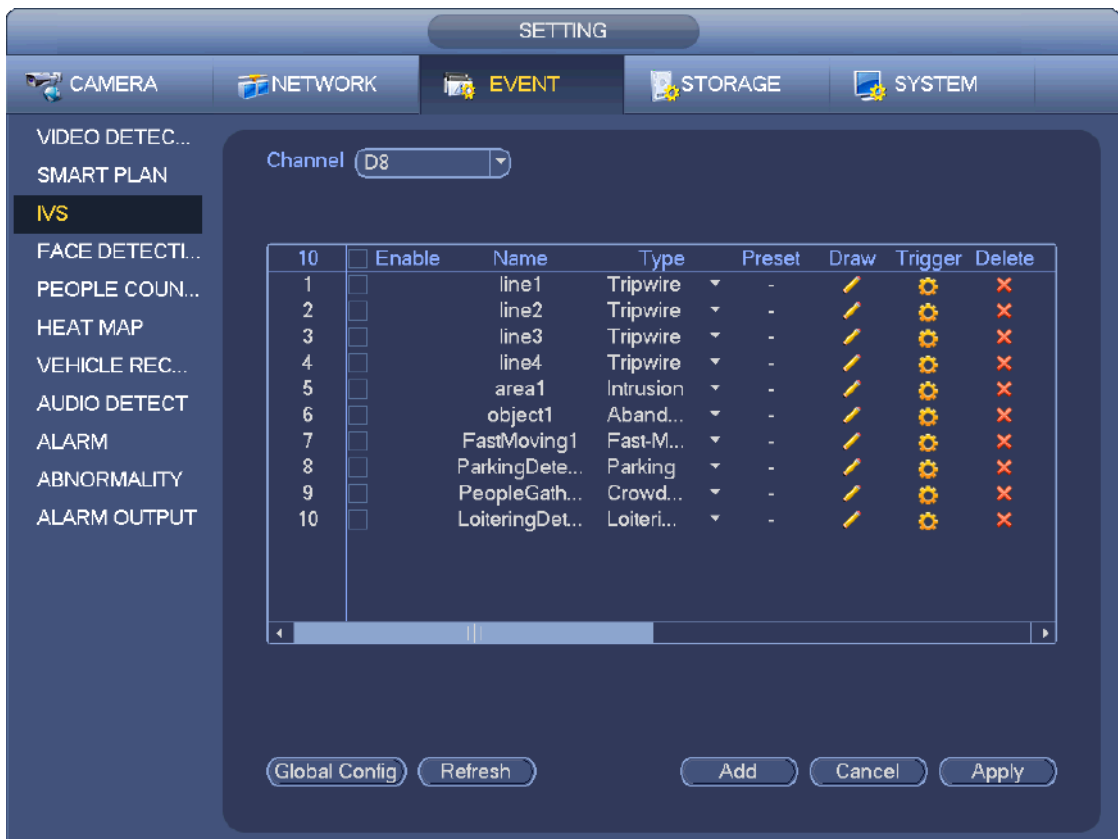 SETTING
CAMERA NETWORK EVENT STORAGE SYSTEM
VIDEO DETEC...
SMART PLAN
IVS
FACE DETECTI...
PEOPLE COUN...
HEAT MAP
VEHICLE REC...
AUDIO DETECT
ALARM
ABNORMALITY
ALARM OUTPUT
Channel D8
10 Enable Name Type Preset Draw Trigger Delete
1 line1 Tripwire -
2 line2 Tripwire -
3 line3 Tripwire -
4 line4 Tripwire -
5 area1 Intrusion -
6 object1 Aband... -
7 FastMoving1 Fast-M... -
8 ParkingDete... Parking -
9 PeopleGath... Crowd... -
10 LoiteringDet... Loiteri... -
Global Config Refresh Add Cancel Apply